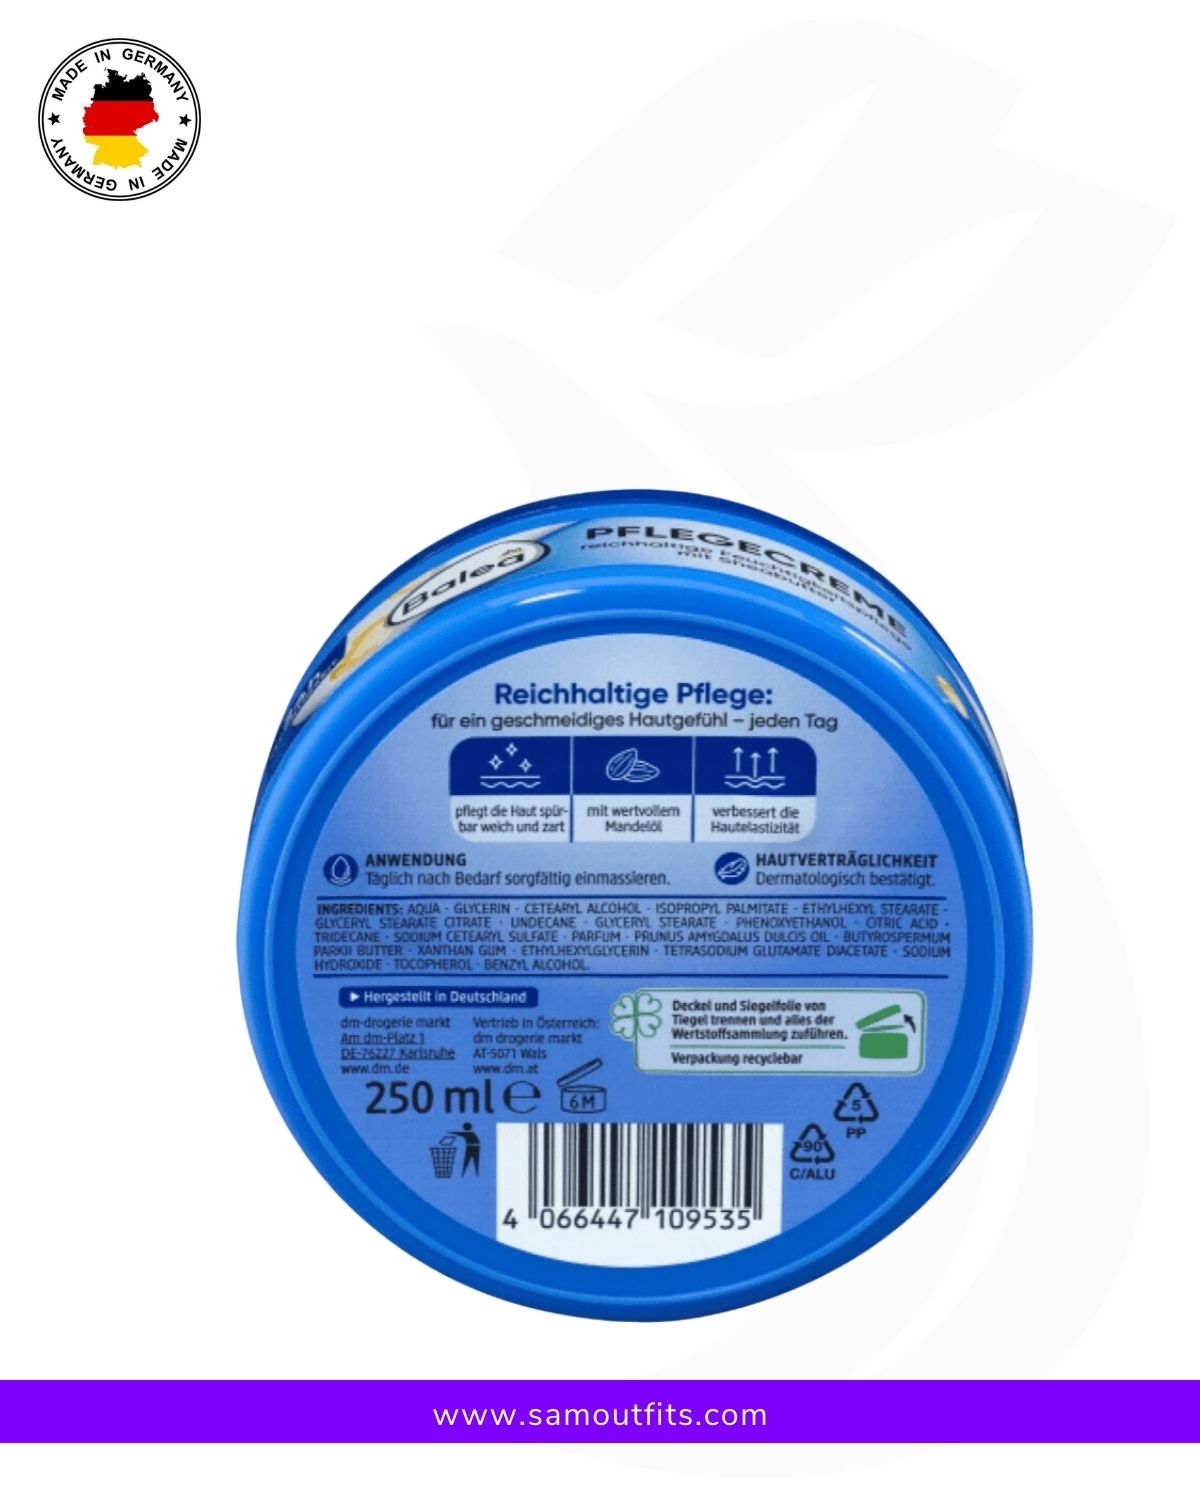 MADE IN GERMANY
MADE IN GERMANY
Balea
PFLEGECREME
reichhaltige Feuchtigkeitspflege
mit Sheabutter
Reichhaltige Pflege:
für ein geschmeidiges Hautgefühl – jeden Tag
pflegt die Haut spür-
bar weich und zart
mit wertvollem
Mandelöl
verbessert die
Hautelastizität
ANWENDUNG
Täglich nach Bedarf sorgfältig einmassieren.
HAUTVERTRÄGLICHKEIT
Dermatologisch bestätigt.
INGREDIENTS: AQUA · GLYCERIN · CETEARYL ALCOHOL · ISOPROPYL PALMITATE · ETHYLHEXYL STEARATE ·
GLYCERYL STEARATE CITRATE · UNDECANE · GLYCERYL STEARATE · PHENOXYETHANOL · CITRIC ACID ·
TRIDECANE · SODIUM CETEARYL SULFATE · PARFUM · PRUNUS AMYGDALUS DULCIS OIL · BUTYROSPERMUM
PARKII BUTTER · XANTHAN GUM · ETHYLHEXYLGLYCERIN · TETRASODIUM GLUTAMATE DIACETATE · SODIUM
HYDROXIDE · TOCOPHEROL · BENZYL ALCOHOL.
Hergestellt in Deutschland
dm-drogerie markt
Am dm-Platz 1
DE-76227 Karlsruhe
www.dm.de
Vertrieb in Österreich:
dm drogerie markt
AT-5071 Wals
www.dm.at
Deckel und Siegelfolie von
Tiegel trennen und alles der
Wertstoffsammlung zuführen.
Verpackung recyclebar
250 ml e
6 M
5
PP
90
C/ALU
4 066447 109535
www.samoutfits.com